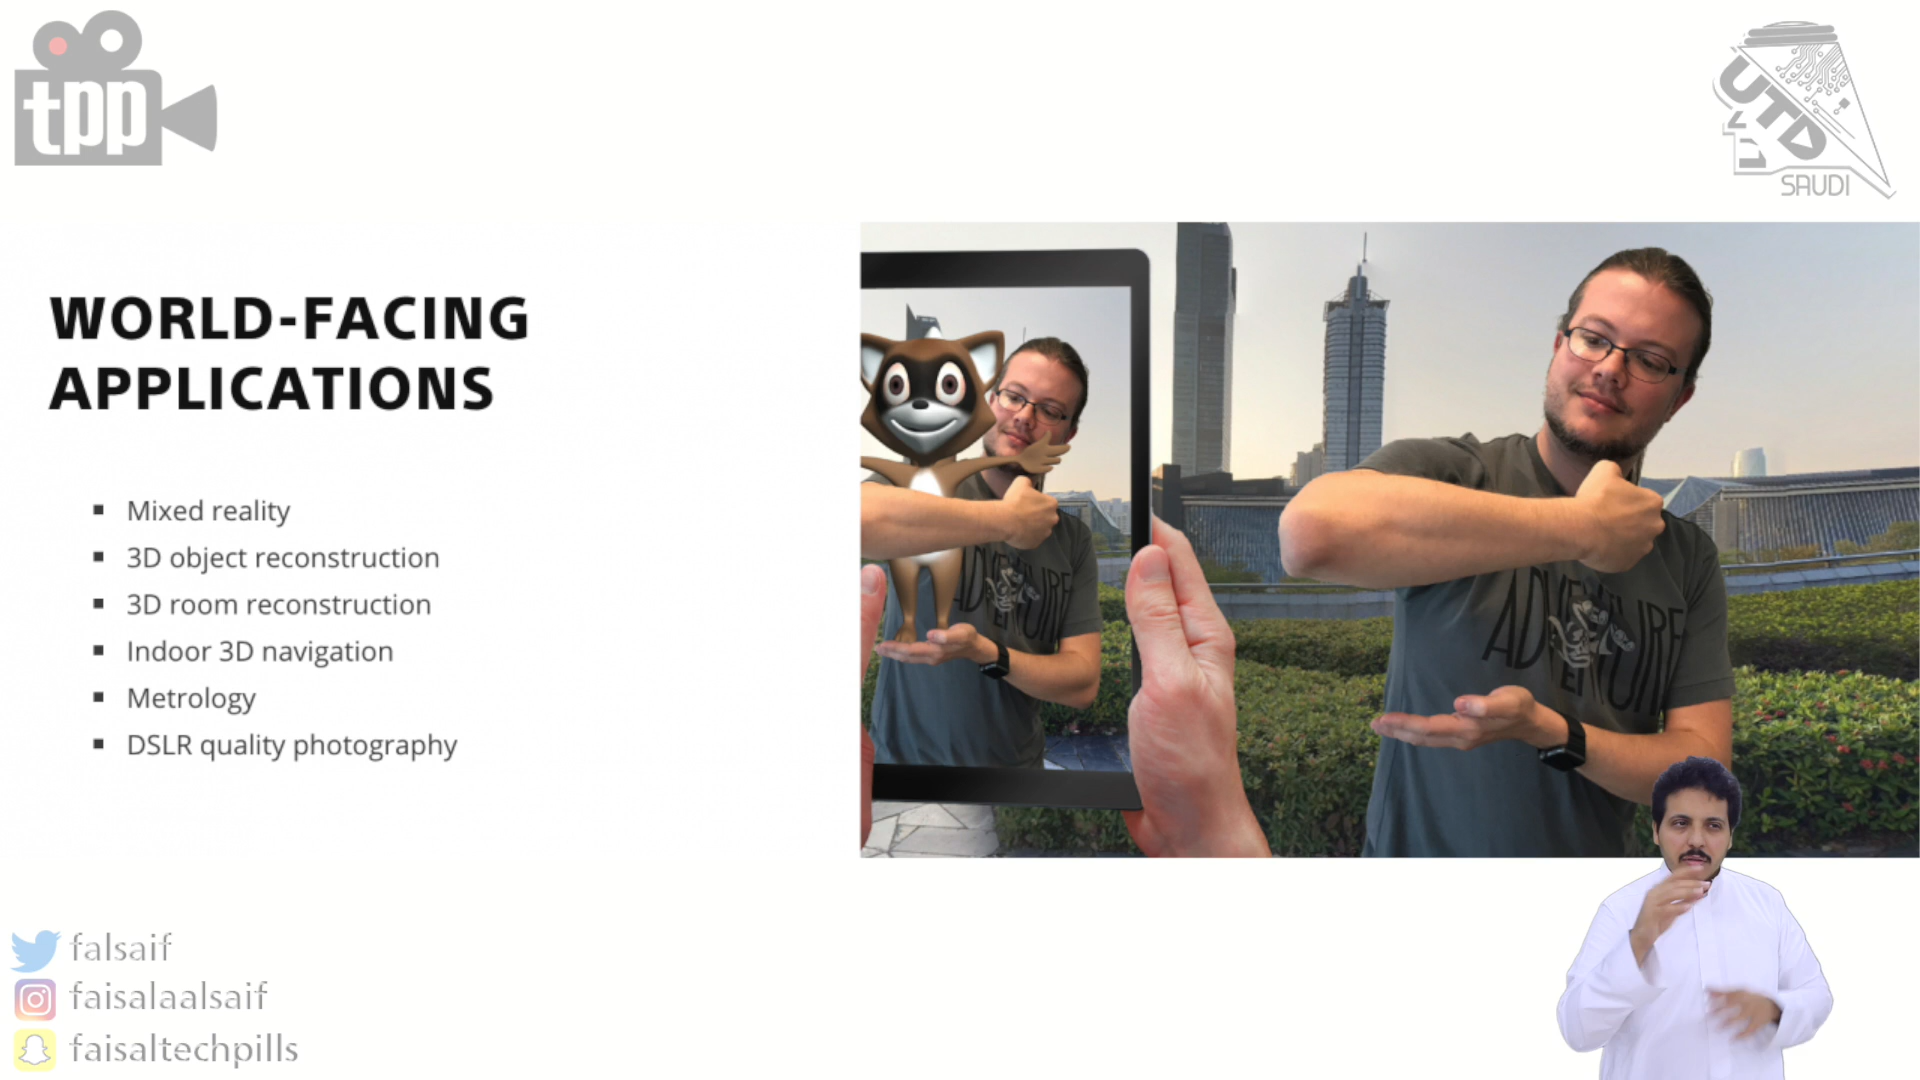 tpp
UTD
SAUDI
WORLD-FACING
APPLICATIONS
▪ Mixed reality
▪ 3D object reconstruction
▪ 3D room reconstruction
▪ Indoor 3D navigation
▪ Metrology
▪ DSLR quality photography
falsaif
faisalaalsaif
faisaltechpills